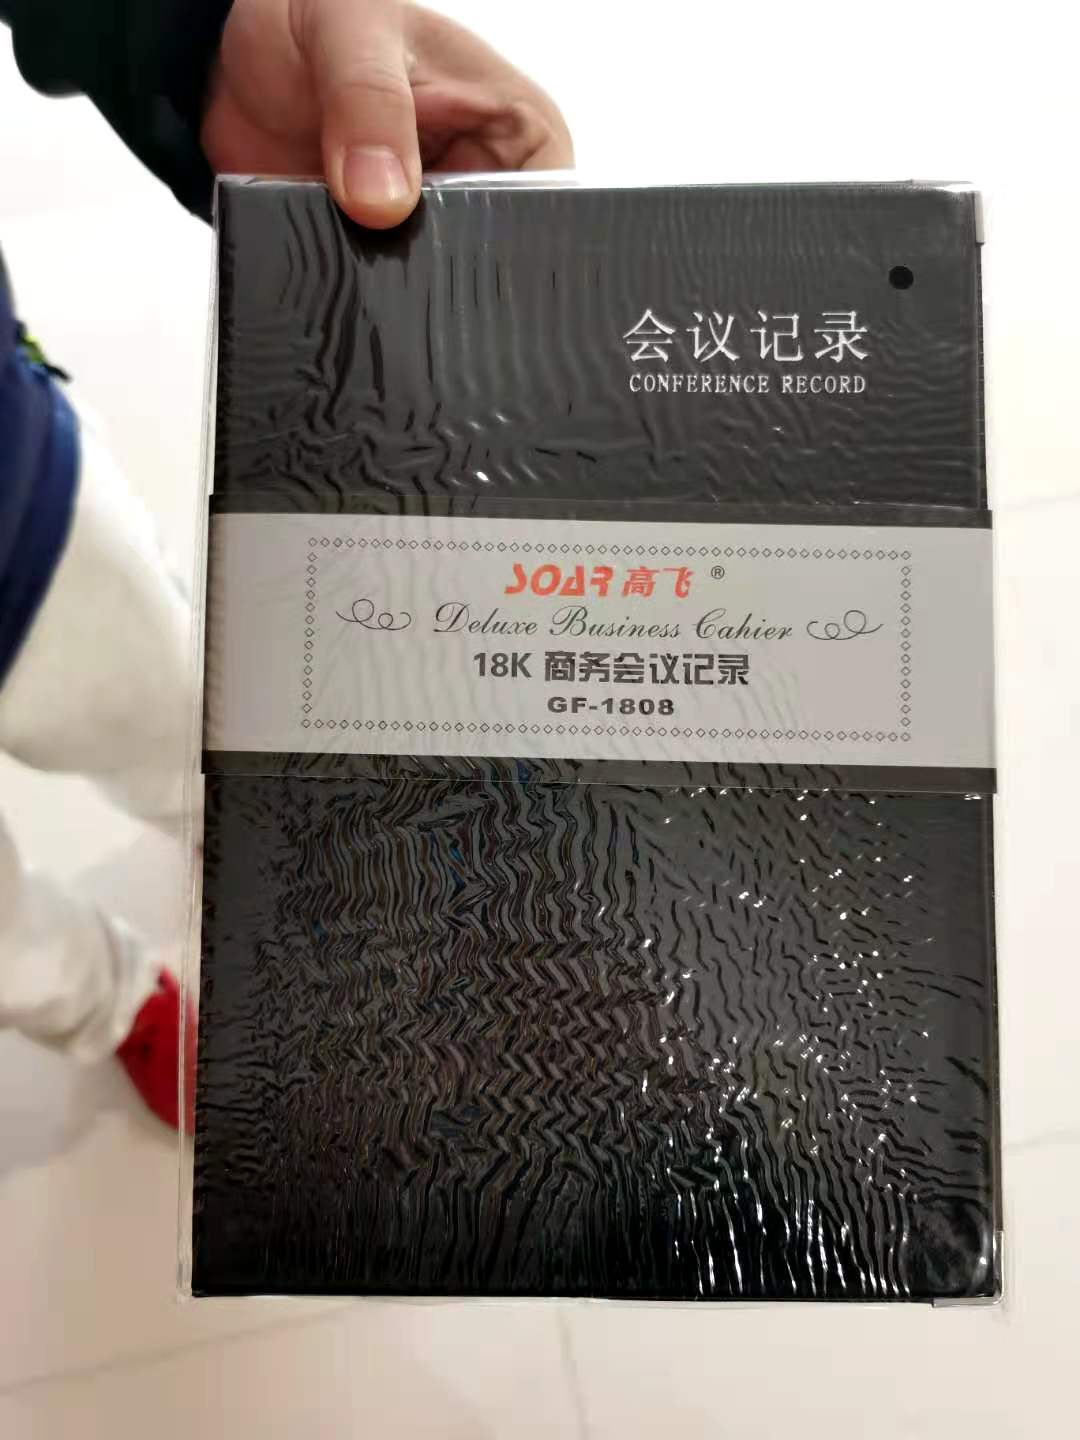 会议记录
CONFERENCE RECORD
SOAR高飞®
Deluxe Business Cahier
18K 商务会议记录
GF-1808